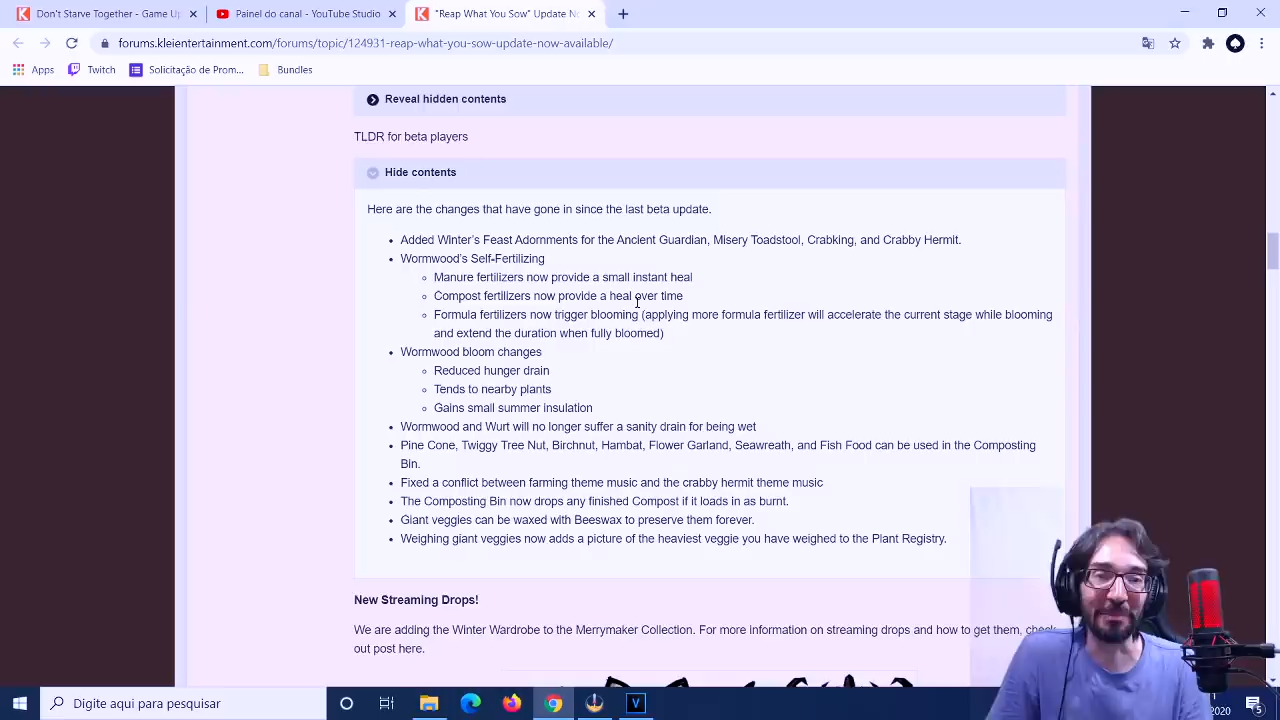 Don't Starve Together - Game Up
Painel do canal - YouTube Studio
"Reap What You Sow" Update No
forums.kleientertainment.com/forums/topic/124931-reap-what-you-sow-update-now-available/
Apps
Twitch
Solicitação de Prom...
Bundles
Reveal hidden contents
TLDR for beta players
Hide contents
Here are the changes that have gone in since the last beta update.
Added Winter's Feast Adornments for the Ancient Guardian, Misery Toadstool, Crabking, and Crabby Hermit.
Wormwood's Self-Fertilizing
Manure fertilizers now provide a small instant heal
Compost fertilizers now provide a heal over time
Formula fertilizers now trigger blooming (applying more formula fertilizer will accelerate the current stage while blooming
and extend the duration when fully bloomed)
Wormwood bloom changes
Reduced hunger drain
Tends to nearby plants
Gains small summer insulation
Wormwood and Wurt will no longer suffer a sanity drain for being wet
Pine Cone, Twiggy Tree Nut, Birchnut, Hambat, Flower Garland, Seawreath, and Fish Food can be used in the Composting
Bin.
Fixed a conflict between farming theme music and the crabby hermit theme music
The Composting Bin now drops any finished Compost if it loads in as burnt.
Giant veggies can be waxed with Beeswax to preserve them forever.
Weighing giant veggies now adds a picture of the heaviest veggie you have weighed to the Plant Registry.
New Streaming Drops!
We are adding the Winter Wardrobe to the Merrymaker Collection. For more information on streaming drops and how to get them, check
out post here.
Digite aqui para pesquisar
2020
5